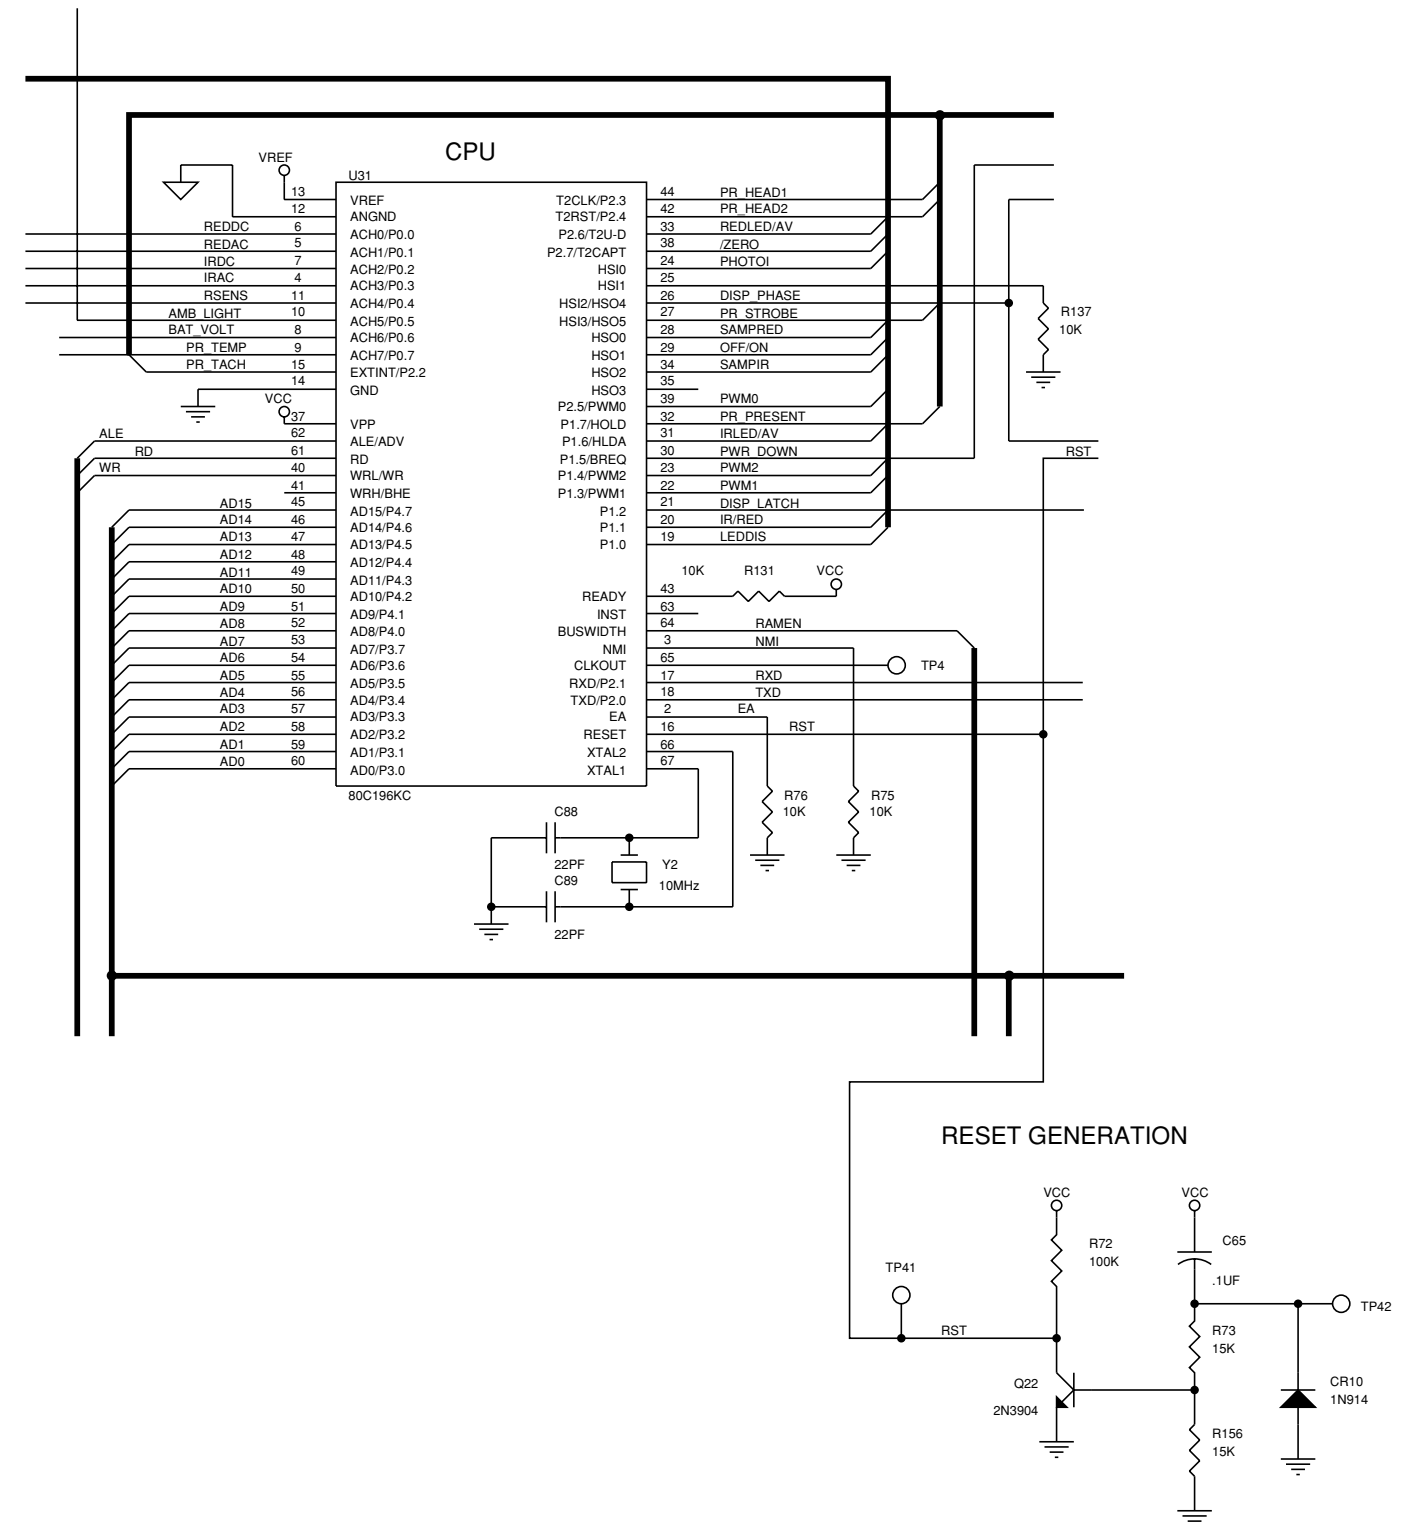 CPU
VREF
U31
13 VREF
12 ANGND
REDDC 6 ACH0/P0.0
REDAC 5 ACH1/P0.1
IRDC 7 ACH2/P0.2
IRAC 4 ACH3/P0.3
RSENS 11 ACH4/P0.4
AMB_LIGHT 10 ACH5/P0.5
BAT_VOLT 8 ACH6/P0.6
PR_TEMP 9 ACH7/P0.7
PR_TACH 15 EXTINT/P2.2
14 GND
VCC
37 VPP
ALE 62 ALE/ADV
RD 61 RD
WR 40 WRL/WR
41 WRH/BHE
AD15 45 AD15/P4.7
AD14 46 AD14/P4.6
AD13 47 AD13/P4.5
AD12 48 AD12/P4.4
AD11 49 AD11/P4.3
AD10 50 AD10/P4.2
AD9 51 AD9/P4.1
AD8 52 AD8/P4.0
AD7 53 AD7/P3.7
AD6 54 AD6/P3.6
AD5 55 AD5/P3.5
AD4 56 AD4/P3.4
AD3 57 AD3/P3.3
AD2 58 AD2/P3.2
AD1 59 AD1/P3.1
AD0 60 AD0/P3.0
80C196KC
T2CLK/P2.3 44 PR_HEAD1
T2RST/P2.4 42 PR_HEAD2
P2.6/T2U-D 33 REDLED/AV
P2.7/T2CAPT 38 /ZERO
HSI0 24 PHOTOI
HSI1 25
HSI2/HSO4 26 DISP_PHASE
HSI3/HSO5 27 PR_STROBE
HSO0 28 SAMPRED
HSO1 29 OFF/ON
HSO2 34 SAMPIR
HSO3 35
P2.5/PWM0 39 PWM0
P1.7/HOLD 32 PR_PRESENT
P1.6/HLDA 31 IRLED/AV
P1.5/BREQ 30 PWR_DOWN
P1.4/PWM2 23 PWM2
P1.3/PWM1 22 PWM1
P1.2 21 DISP_LATCH
P1.1 20 IR/RED
P1.0 19 LEDDIS
R137
10K
RST
10K R131 VCC
READY 43
INST 63
BUSWIDTH 64 RAMEN
NMI 3 NMI
CLKOUT 65 TP4
RXD/P2.1 17 RXD
TXD/P2.0 18 TXD
EA 2 EA
RESET 16 RST
XTAL2 66
XTAL1 67
R76
10K
R75
10K
C88
22PF
C89
22PF
Y2
10MHz
RESET GENERATION
VCC
VCC
R72
100K
C65
.1UF
TP41
TP42
RST
R73
15K
Q22
2N3904
CR10
1N914
R156
15K